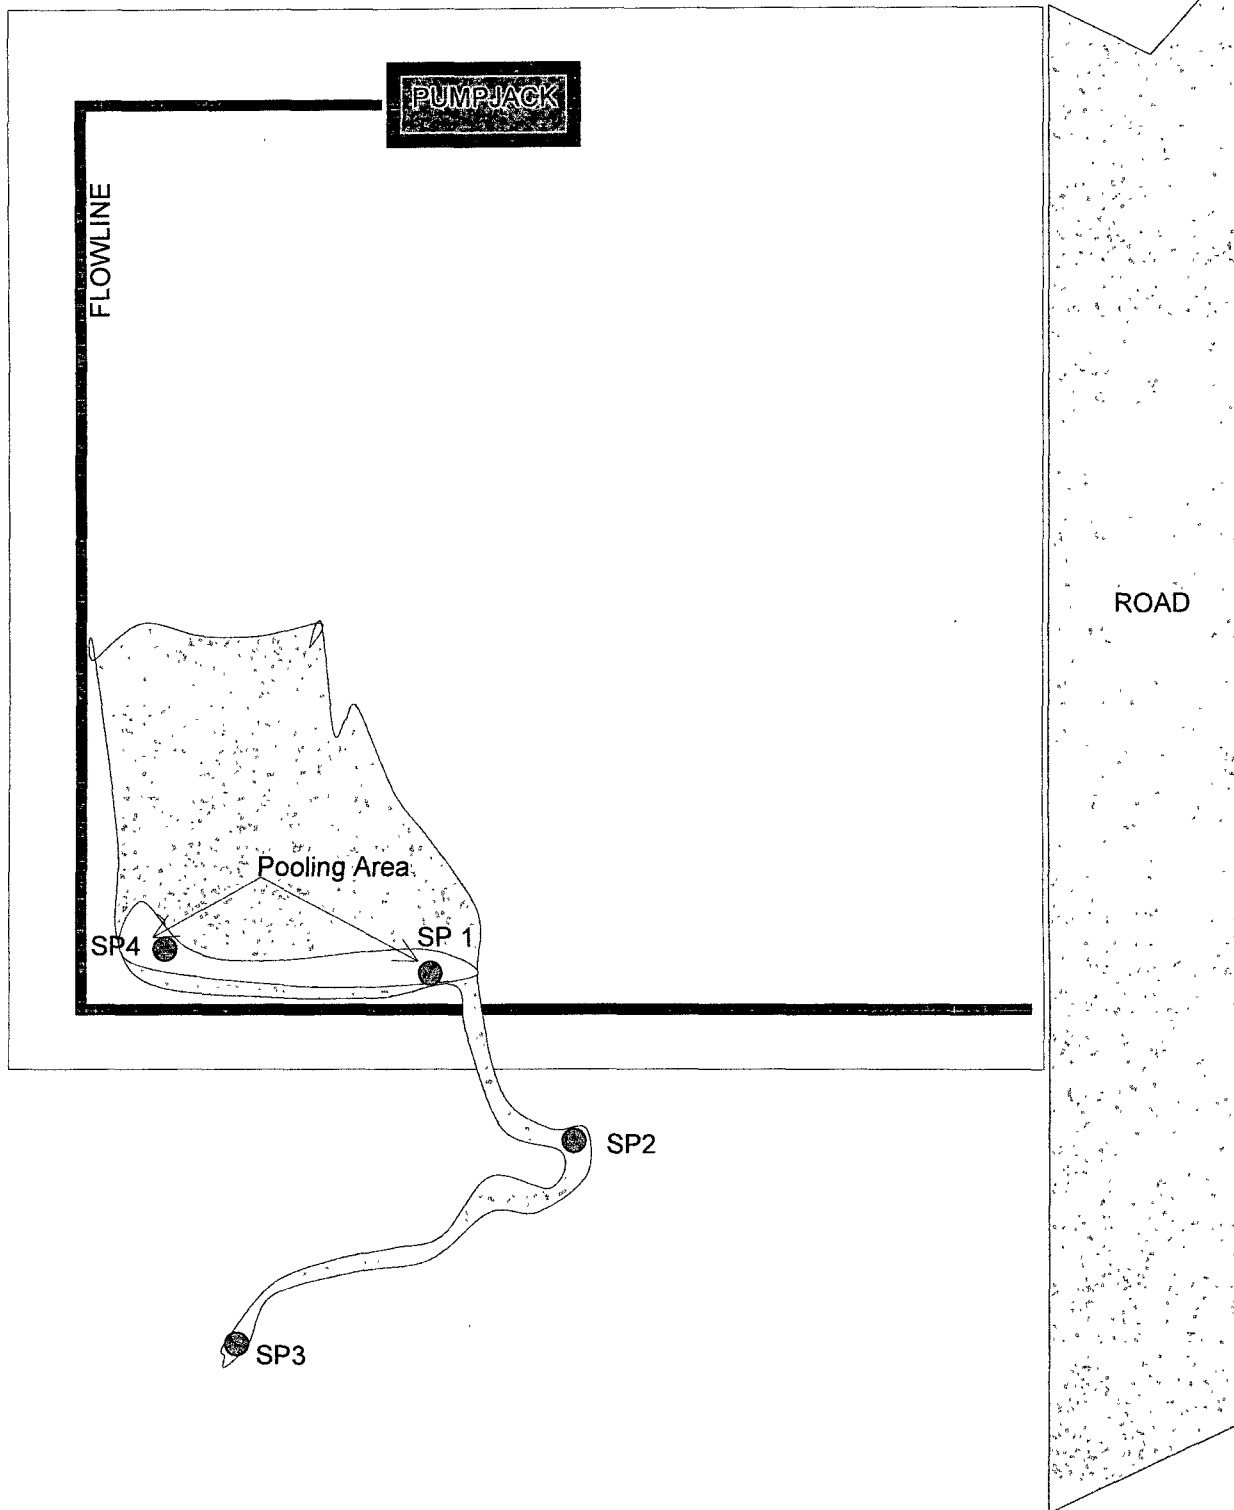 PUMPJACK
FLOWLINE
ROAD
Pooling Area
SP4
SP 1
SP2
SP3